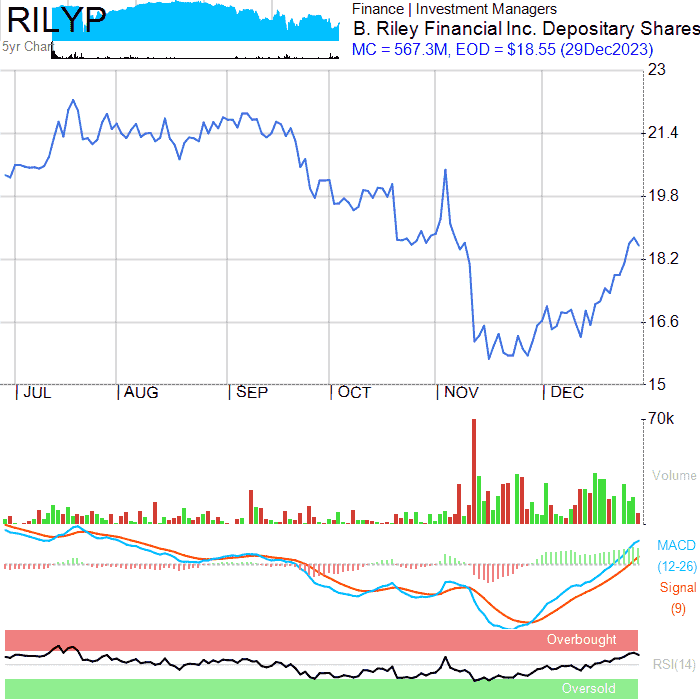 RILYP
5yr Chart
Finance | Investment Managers
B. Riley Financial Inc. Depositary Shares
MC = 567.3M, EOD = $18.55 (29Dec2023)
23
21.4
19.8
18.2
16.6
15
JUL AUG SEP OCT NOV DEC
70k
Volume
MACD
(12-26)
Signal
(9)
Overbought
RSI(14)
Oversold